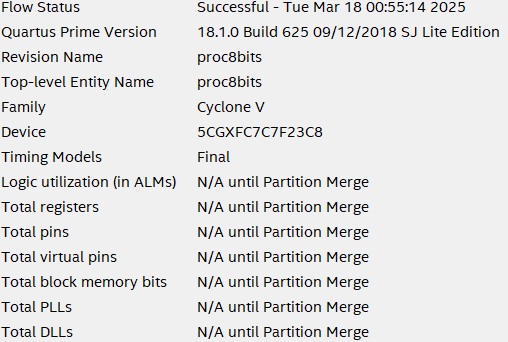 Flow Status Successful - Tue Mar 18 00:55:14 2025
Quartus Prime Version 18.1.0 Build 625 09/12/2018 SJ Lite Edition
Revision Name proc8bits
Top-level Entity Name proc8bits
Family Cyclone V
Device 5CGXFC7C7F23C8
Timing Models Final
Logic utilization (in ALMs) N/A until Partition Merge
Total registers N/A until Partition Merge
Total pins N/A until Partition Merge
Total virtual pins N/A until Partition Merge
Total block memory bits N/A until Partition Merge
Total PLLs N/A until Partition Merge
Total DLLs N/A until Partition Merge